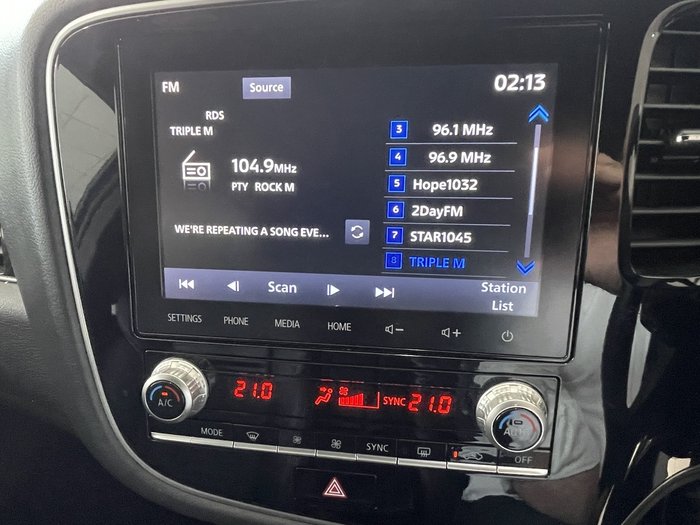 FM Source 02:13
RDS
TRIPLE M
104.9MHz
PTY ROCK M
WE'RE REPEATING A SONG EVE...
3 96.1 MHz
4 96.9 MHz
5 Hope1032
6 2DayFM
7 STAR1045
8 TRIPLE M
Scan
Station
List
SETTINGS PHONE MEDIA HOME
A/C 21.0 SYNC 21.0
MODE SYNC OFF